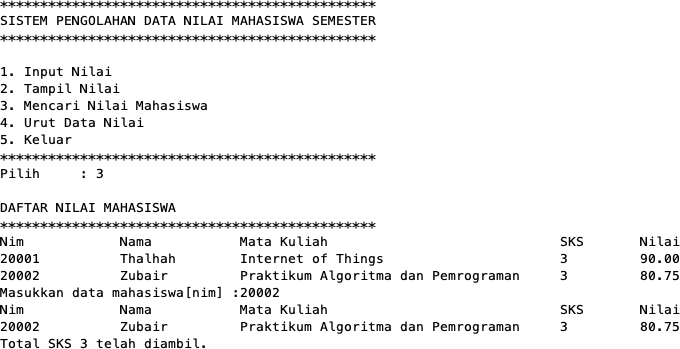 ***********************************************
SISTEM PENGOLAHAN DATA NILAI MAHASISWA SEMESTER
***********************************************
1. Input Nilai
2. Tampil Nilai
3. Mencari Nilai Mahasiswa
4. Urut Data Nilai
5. Keluar
***********************************************
Pilih     : 3
DAFTAR NILAI MAHASISWA
***********************************************
Nim            Nama           Mata Kuliah                             SKS       Nilai
20001          Thalhah        Internet of Things                      3         90.00
20002          Zubair         Praktikum Algoritma dan Pemrograman     3         80.75
Masukkan data mahasiswa[nim] :20002
Nim            Nama           Mata Kuliah                             SKS       Nilai
20002          Zubair         Praktikum Algoritma dan Pemrograman     3         80.75
Total SKS 3 telah diambil.